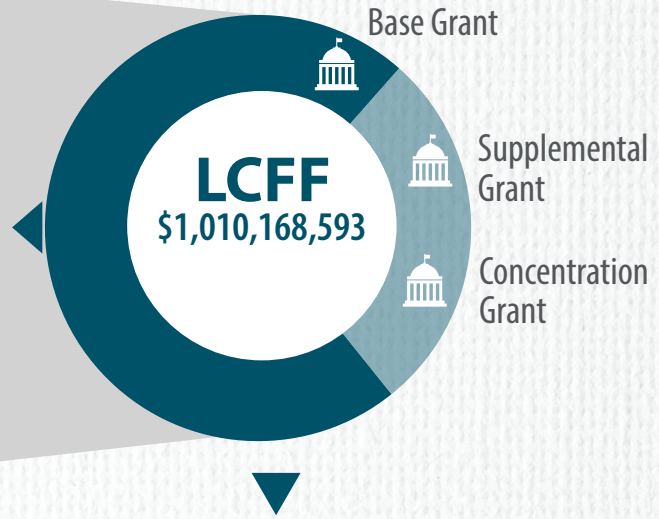 Base Grant
LCFF
$1,010,168,593
Supplemental
Grant
Concentration
Grant